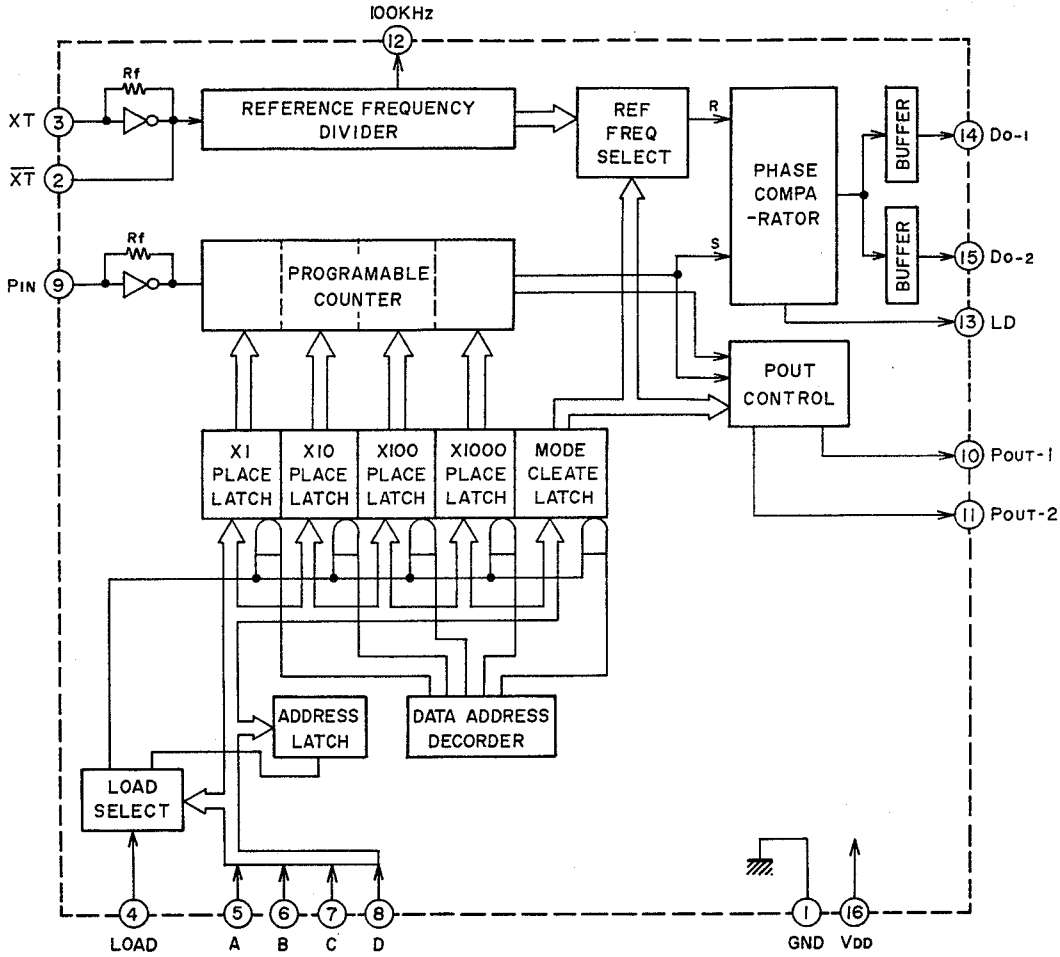 100KHz
12
Rf
XT
3
REFERENCE FREQUENCY
DIVIDER
REF
FREQ
SELECT
R
PHASE
COMPA
-RATOR
BUFFER
14
Do-1
XT
2
Rf
PIN
9
PROGRAMABLE
COUNTER
S
BUFFER
15
Do-2
13
LD
POUT
CONTROL
X1
PLACE
LATCH
X10
PLACE
LATCH
X100
PLACE
LATCH
X1000
PLACE
LATCH
MODE
CLEATE
LATCH
10
POUT-1
11
POUT-2
ADDRESS
LATCH
DATA ADDRESS
DECORDER
LOAD
SELECT
4
5
6
7
8
1
16
LOAD
A
B
C
D
GND
VDD